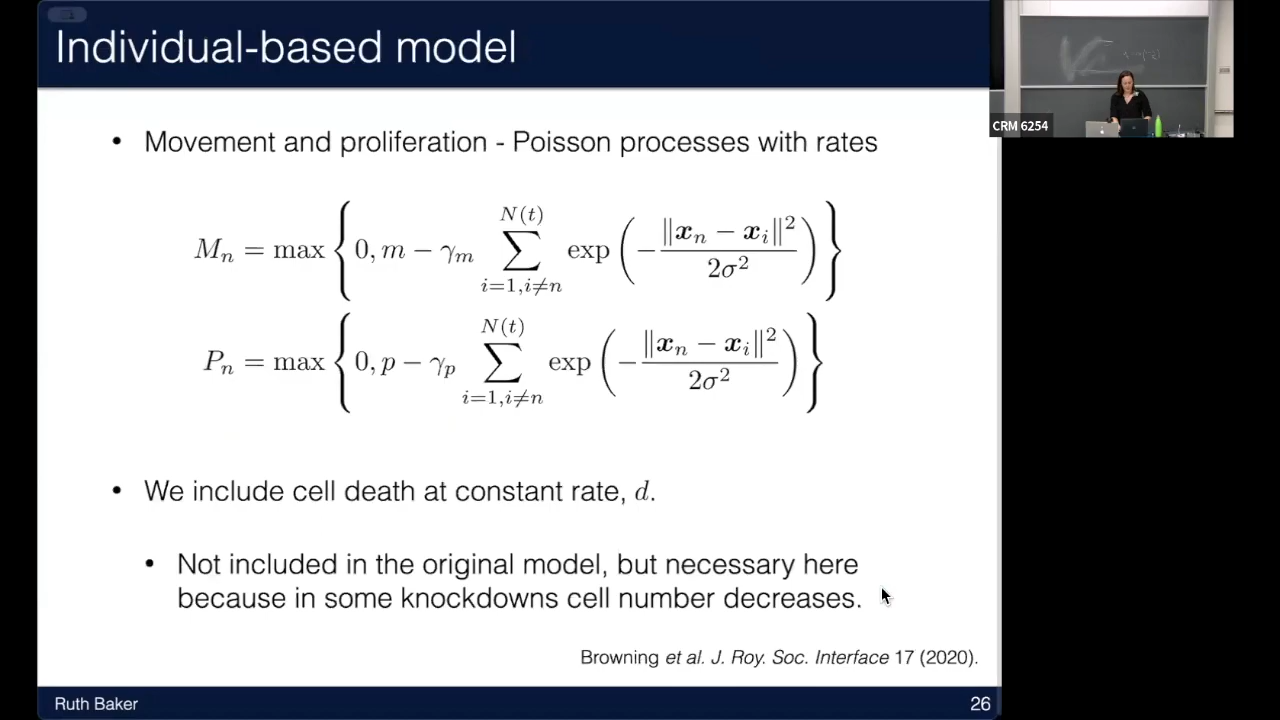 Individual-based model
• Movement and proliferation - Poisson processes with rates
M_n = max { 0, m − γ_m ∑_{i=1,i≠n}^{N(t)} exp ( − ‖x_n − x_i‖² / 2σ² ) }
P_n = max { 0, p − γ_p ∑_{i=1,i≠n}^{N(t)} exp ( − ‖x_n − x_i‖² / 2σ² ) }
• We include cell death at constant rate, d.
• Not included in the original model, but necessary here
because in some knockdowns cell number decreases.
Browning et al. J. Roy. Soc. Interface 17 (2020).
Ruth Baker
26
CRM 6254